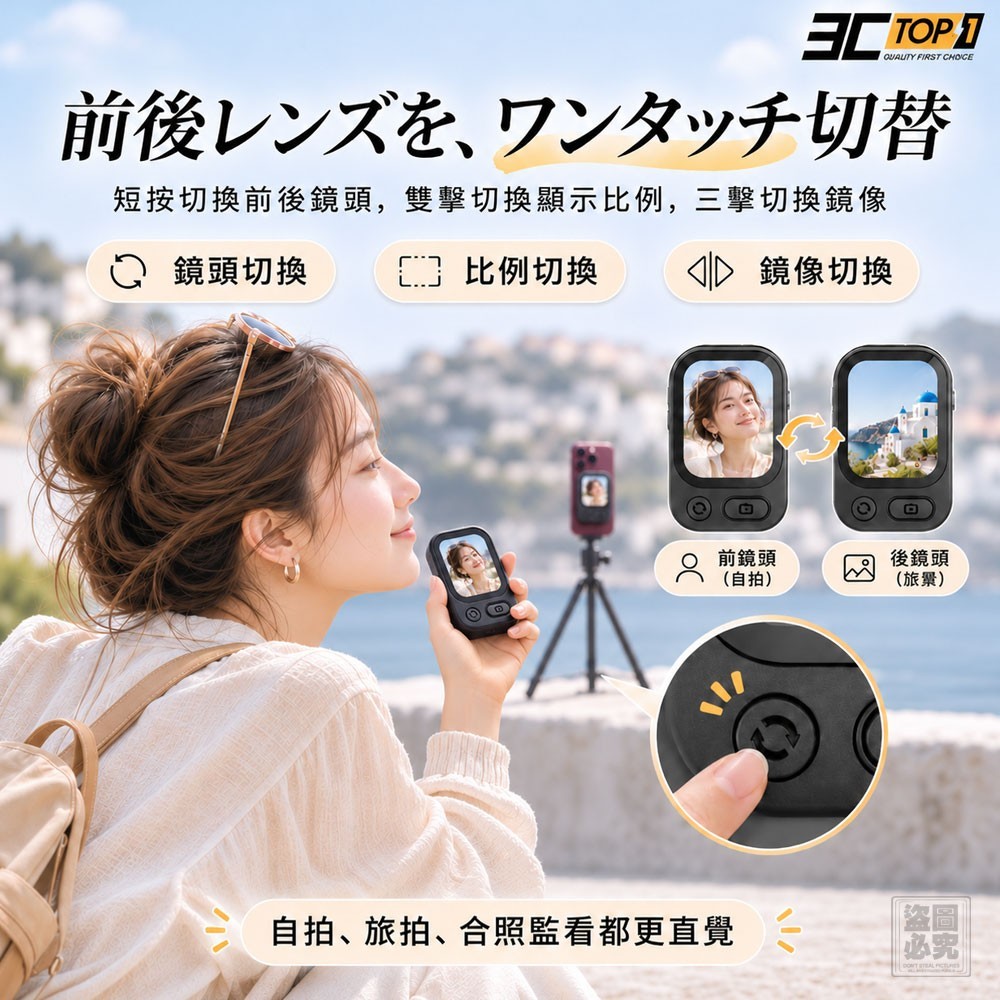 3C TOP 1
QUALITY FIRST CHOICE
前後レンズを、ワンタッチ切替
短按切換前後鏡頭, 雙擊切換顯示比例, 三擊切換鏡像
鏡頭切換
比例切換
鏡像切換
前鏡頭
(自拍)
後鏡頭
(旅景)
自拍、旅拍、合照監看都更直覺
盜圖
必究
DON'T STEAL PICTURES